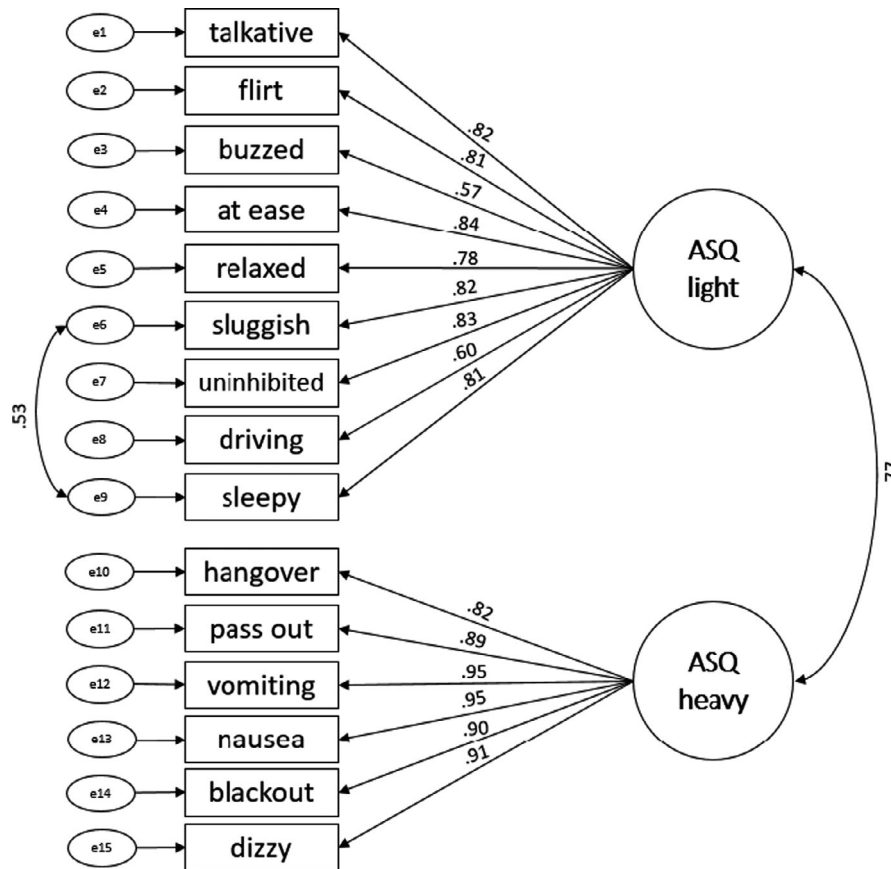 e1 talkative
e2 flirt
e3 buzzed
e4 at ease
e5 relaxed
e6 sluggish
e7 uninhibited
e8 driving
e9 sleepy
.53
.82
.81
.57
.84
.78
.82
.83
.60
.81
ASQ
light
.77
e10 hangover
e11 pass out
e12 vomiting
e13 nausea
e14 blackout
e15 dizzy
.82
.89
.95
.95
.90
.91
ASQ
heavy